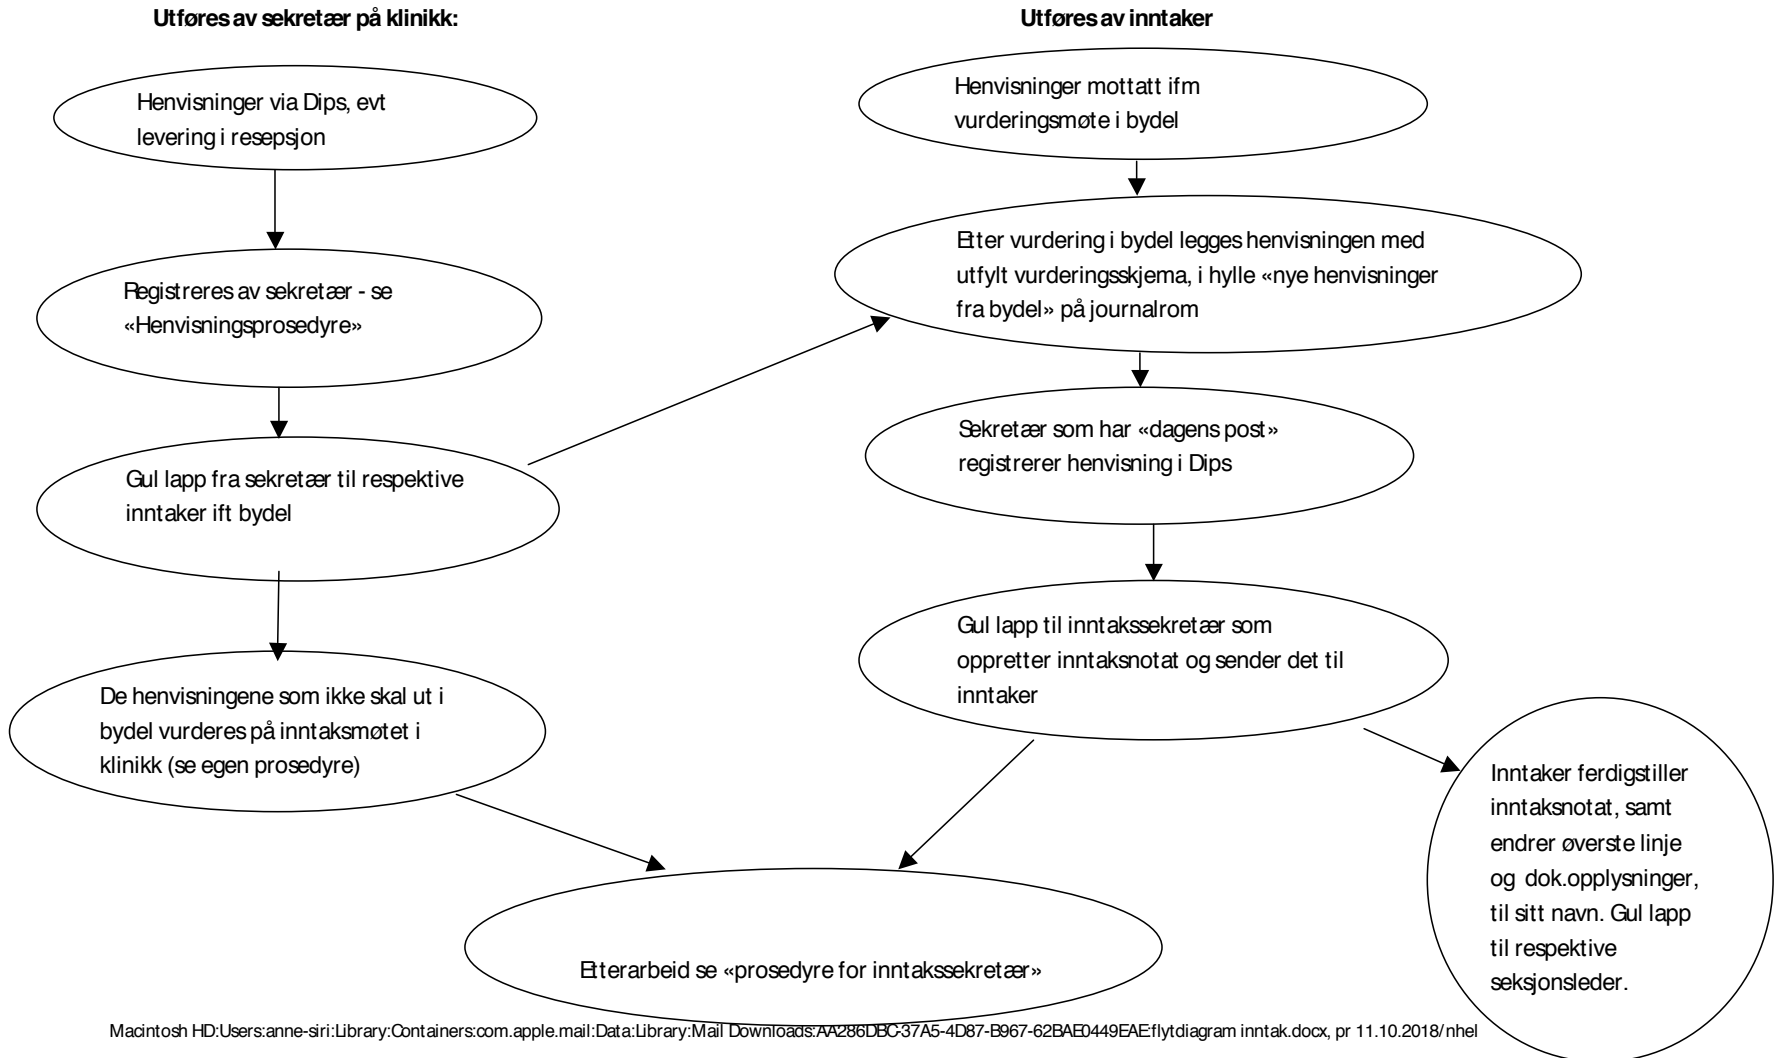 Utføres av sekretær på klinikk:
Henvisninger via Dips, evt
levering i resepsjon
Registreres av sekretær - se
«Henvisningsprosedyre»
Gul lapp fra sekretær til respektive
inntaker ift bydel
De henvisningene som ikke skal ut i
bydel vurderes på inntaksmøtet i
klinikk (se egen prosedyre)
Utføres av inntaker
Henvisninger mottatt ifm
vurderingsmøte i bydel
Etter vurdering i bydel legges henvisningen med
utfylt vurderingsskjema, i hylle «nye henvisninger
fra bydel» på journalrom
Sekretær som har «dagens post»
registrerer henvisning i Dips
Gul lapp til inntakssekretær som
oppretter inntaksnotat og sender det til
inntaker
Inntaker ferdigstiller
inntaksnotat, samt
endrer øverste linje
og dok.opplysninger,
til sitt navn. Gul lapp
til respektive
seksjonsleder.
Etterarbeid se «prosedyre for inntakssekretær»
Macintosh HD:Users:anne-siri:Library:Containers:com.apple.mail:Data:Library:Mail Downloads:AA286DBC-37A5-4D87-B967-62BAE0449EAE:flytdiagram inntak.docx, pr 11.10.2018/nhel